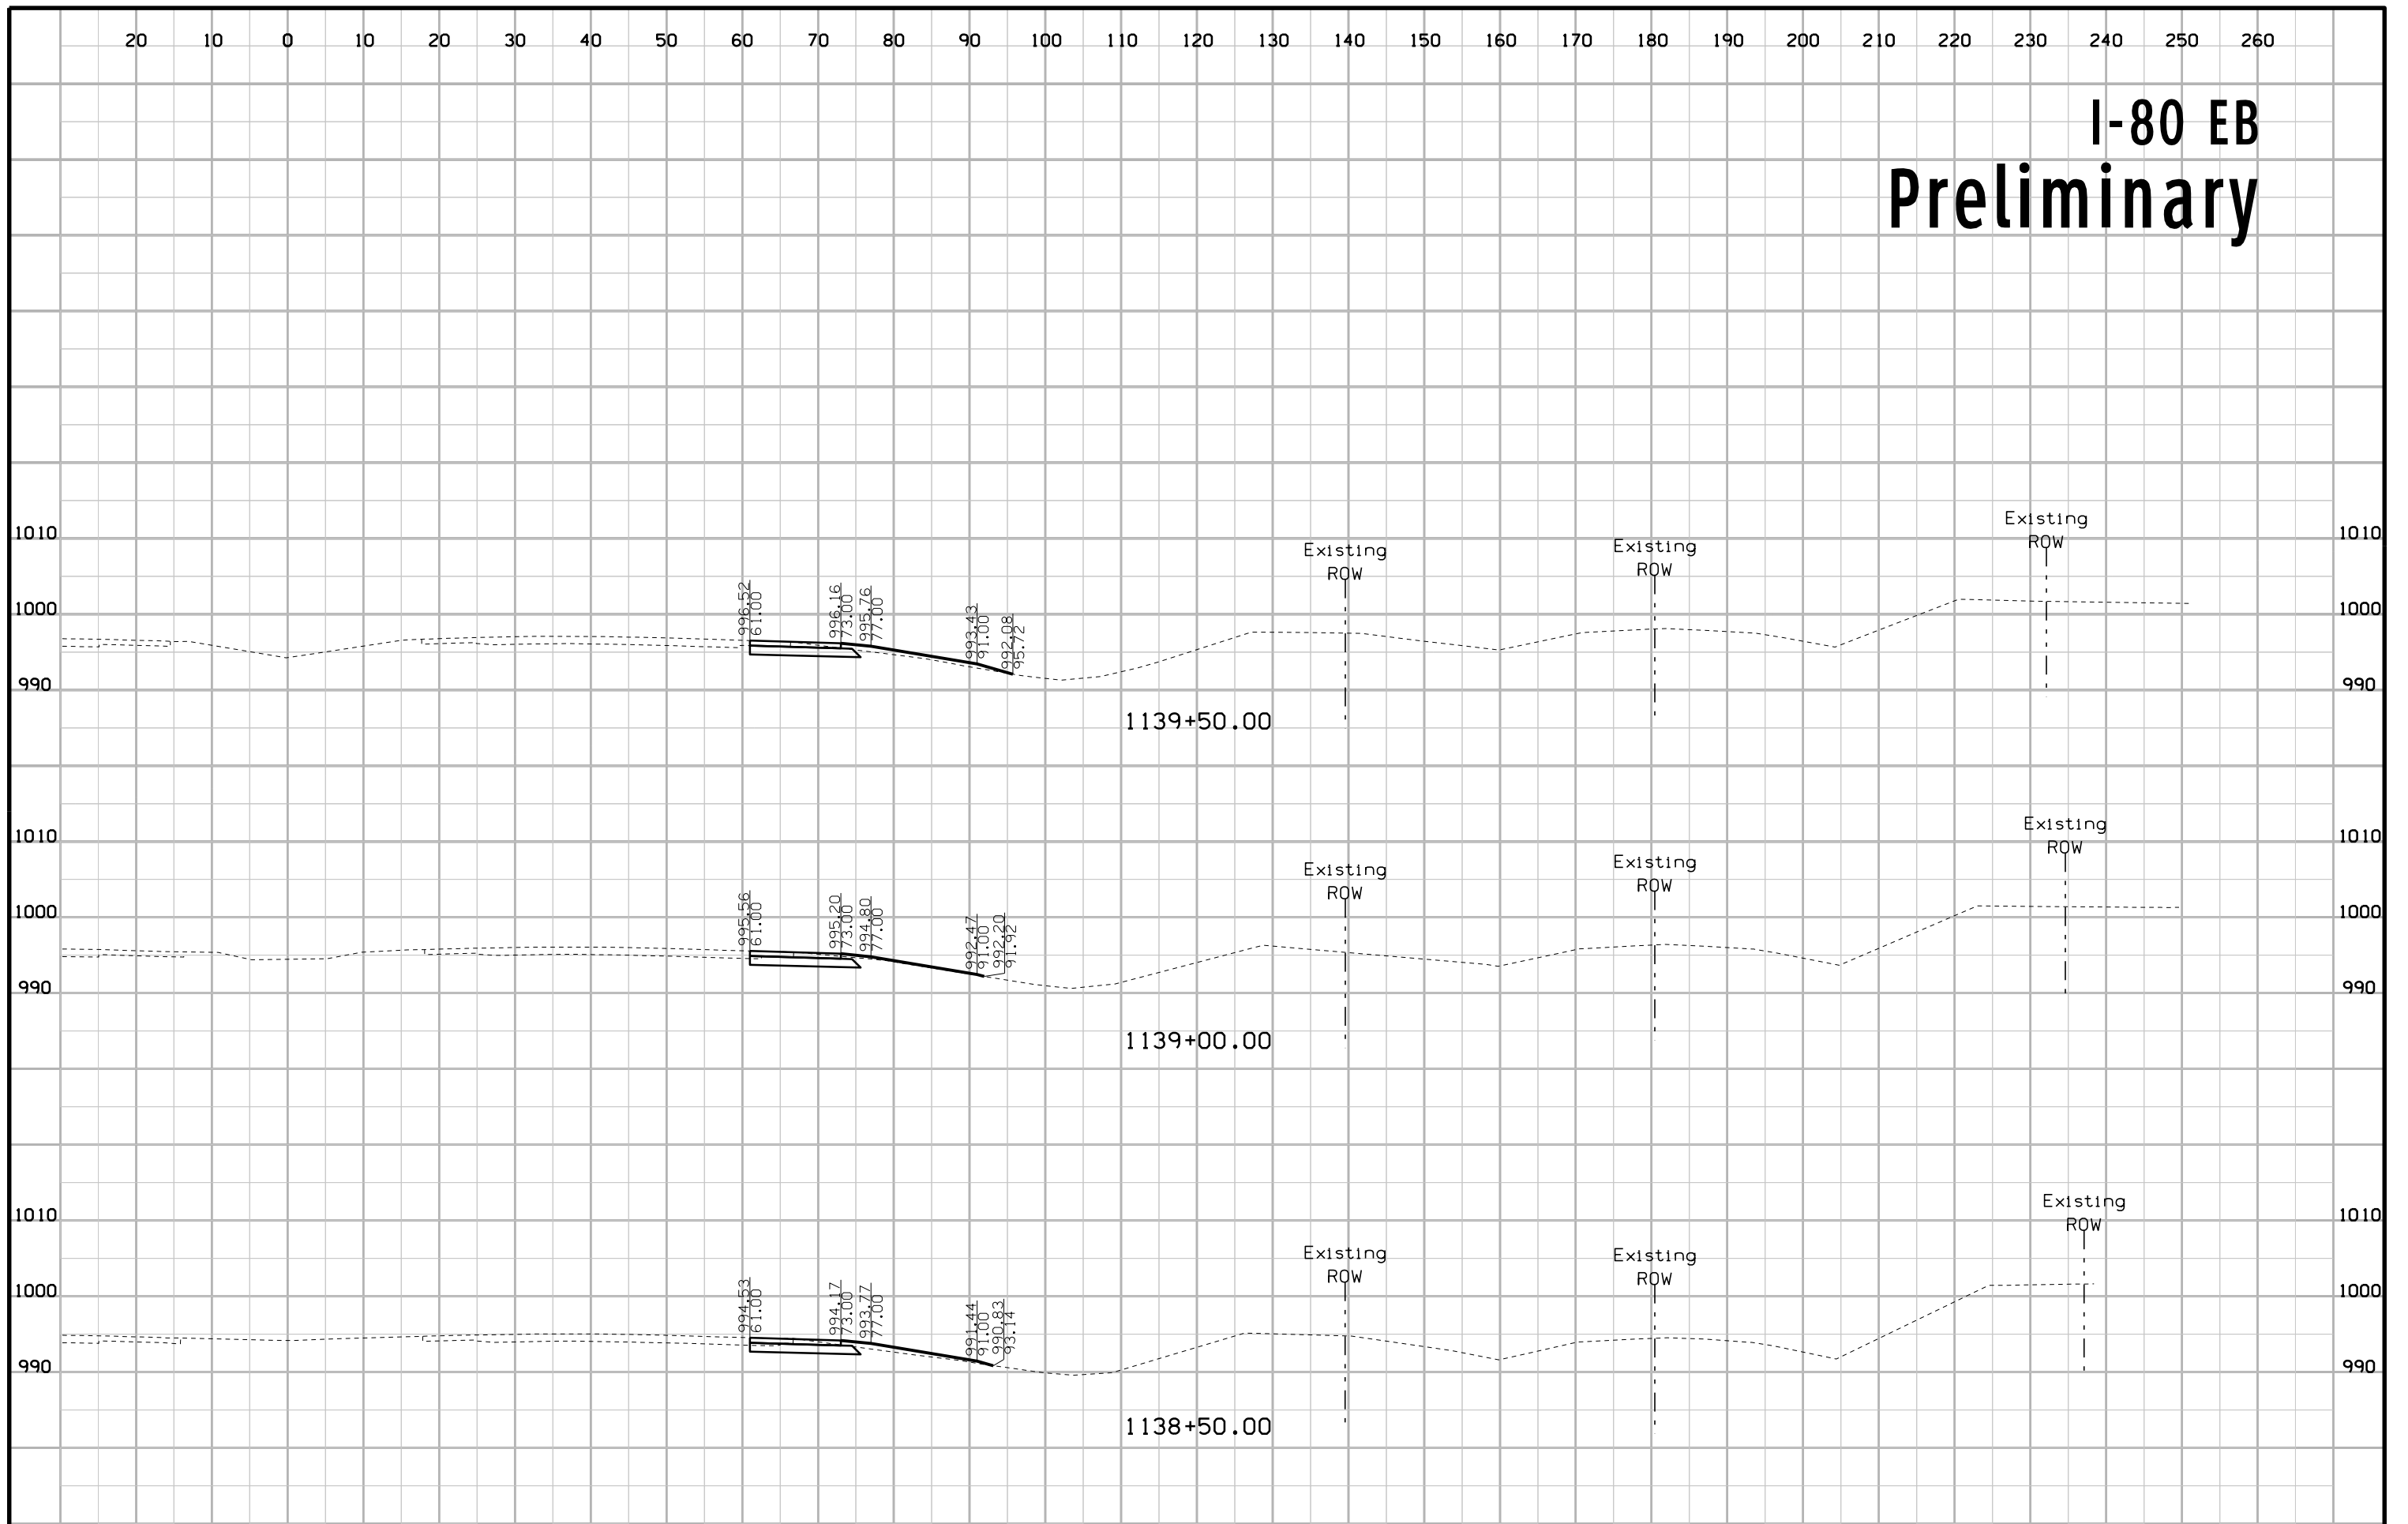 20 10 0 10 20 30 40 50 60 70 80 90 100 110 120 130 140 150 160 170 180 190 200 210 220 230 240 250 260
I-80 EB
Preliminary
1010 1010
1000 1000
990 990
996.52
61.00
996.16
73.00
995.76
77.00
993.43
91.00
992.08
95.72
Existing
ROW
Existing
ROW
Existing
ROW
1139+50.00
1010 1010
1000 1000
990 990
995.56
61.00
995.20
73.00
994.80
77.00
992.47
91.00
992.20
91.92
Existing
ROW
Existing
ROW
Existing
ROW
1139+00.00
1010 1010
1000 1000
990 990
994.53
61.00
994.17
73.00
993.77
77.00
991.44
91.00
990.83
93.14
Existing
ROW
Existing
ROW
Existing
ROW
1138+50.00